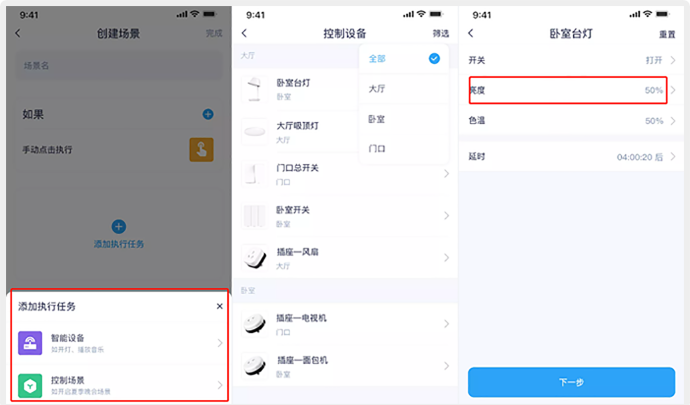 9:41
创建场景
完成
场景名
如果
手动点击执行
添加执行任务
添加执行任务
智能设备
如开灯、播放音乐
控制场景
如开启夏季晚会场景
9:41
控制设备
筛选
大厅
卧室台灯
卧室
大厅吸顶灯
大厅
门口总开关
门口
卧室开关
卧室
插座一风扇
大厅
卧室
插座一电视机
门口
插座一面包机
卧室
全部
大厅
卧室
门口
9:41
卧室台灯
重置
开关
打开
亮度
50%
色温
50%
延时
04:00:20 后
下一步